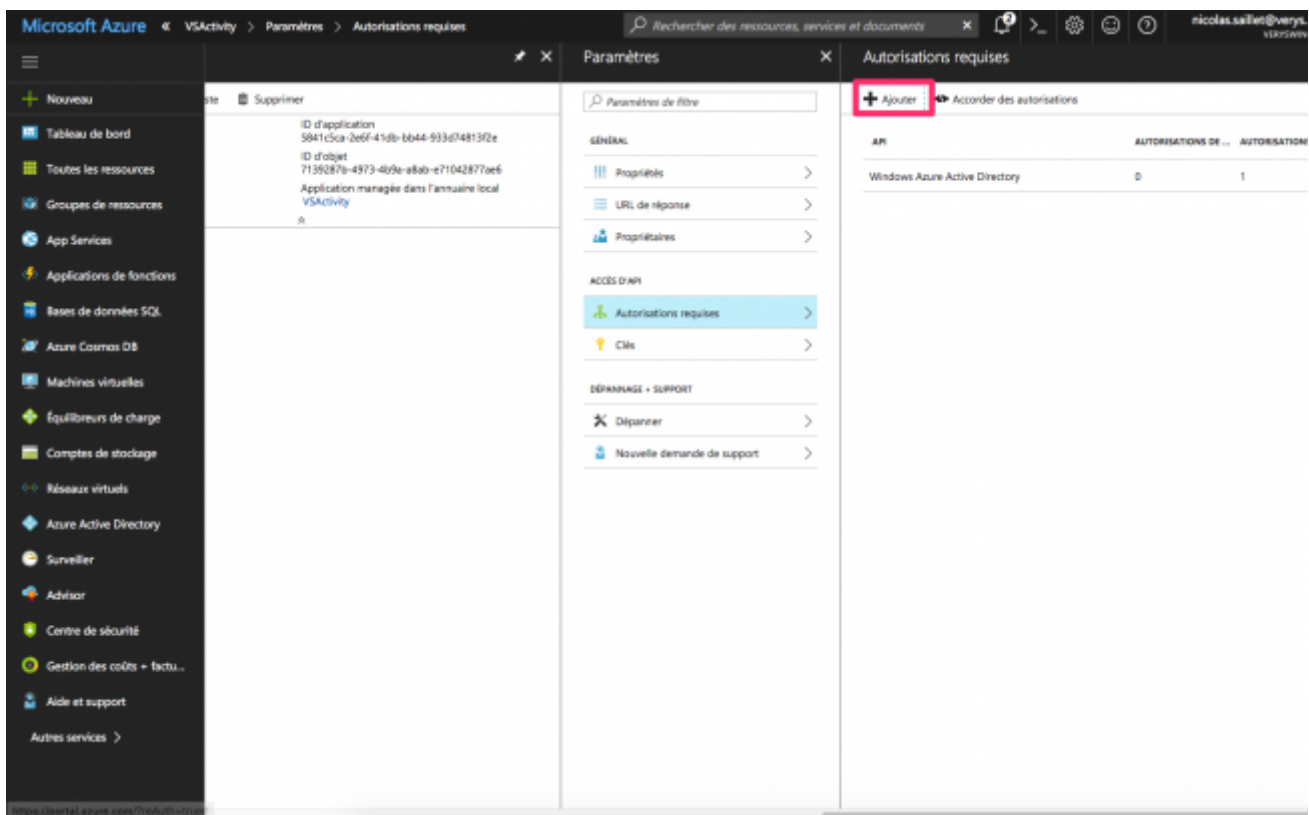 Microsoft Azure « VSActivity > Paramètres > Autorisations requises
Rechercher des ressources, services et documents × 2 >_
nicolas.saillet@verys.
VERYSWIN
Nouveau
Tableau de bord
Toutes les ressources
Groupes de ressources
App Services
Applications de fonctions
Bases de données SQL
Azure Cosmos DB
Machines virtuelles
Équilibreurs de charge
Comptes de stockage
Réseaux virtuels
Azure Active Directory
Surveiller
Advisor
Centre de sécurité
Gestion des coûts + factu...
Aide et support
Autres services >
ste Supprimer
ID d'application
5841c5ca-2e6f-41db-bb44-933d74813f2e
ID d'objet
7139287b-4973-4b9a-a8ab-e71042877ae6
Application managée dans l'annuaire local
VSActivity
Paramètres
Paramètres de filtre
GÉNÉRAL
Propriétés
URL de réponse
Propriétaires
ACCÈS D'API
Autorisations requises
Clés
DÉPANNAGE + SUPPORT
Dépanner
Nouvelle demande de support
Autorisations requises
Ajouter Accorder des autorisations
API AUTORISATIONS DE ... AUTORISATIONS
Windows Azure Active Directory 0 1